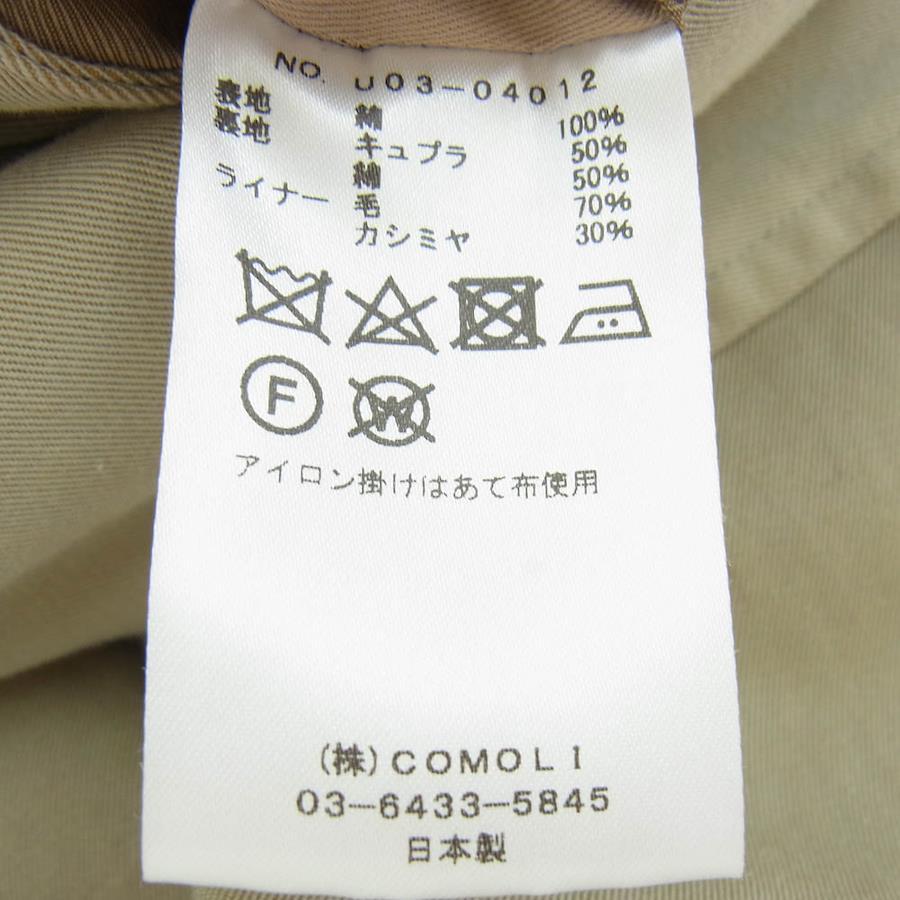 NO. U03-04012
表地 綿 100%
裏地 キュプラ 50%
綿 50%
ライナー 毛 70%
カシミヤ 30%
F W
アイロン掛けはあて布使用
(株)COMOLI
03-6433-5845
日本製